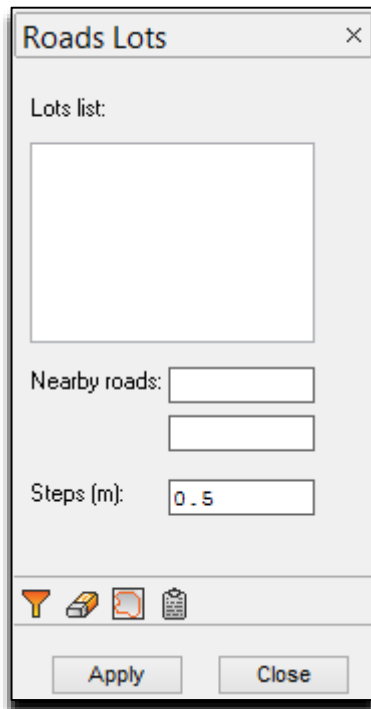 Roads Lots
Lots list:
Nearby roads:
Steps (m): 0.5
Apply Close